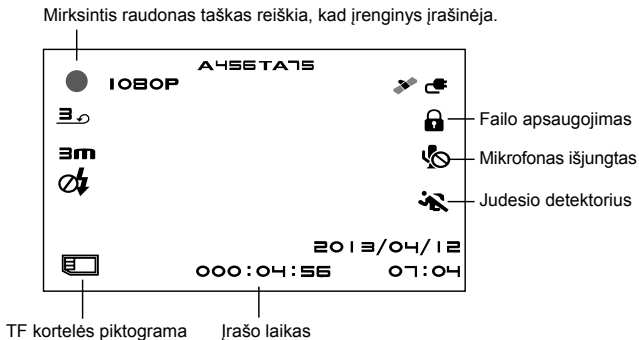 Mirksintis raudonas taškas reiškia, kad įrenginys įrašinėja.
A456TA75
1080P
3
Failo apsaugojimas
3m
Mikrofonas išjungtas
Judesio detektorius
2013/04/12
000:04:56 07:04
TF kortelės piktograma Įrašo laikas